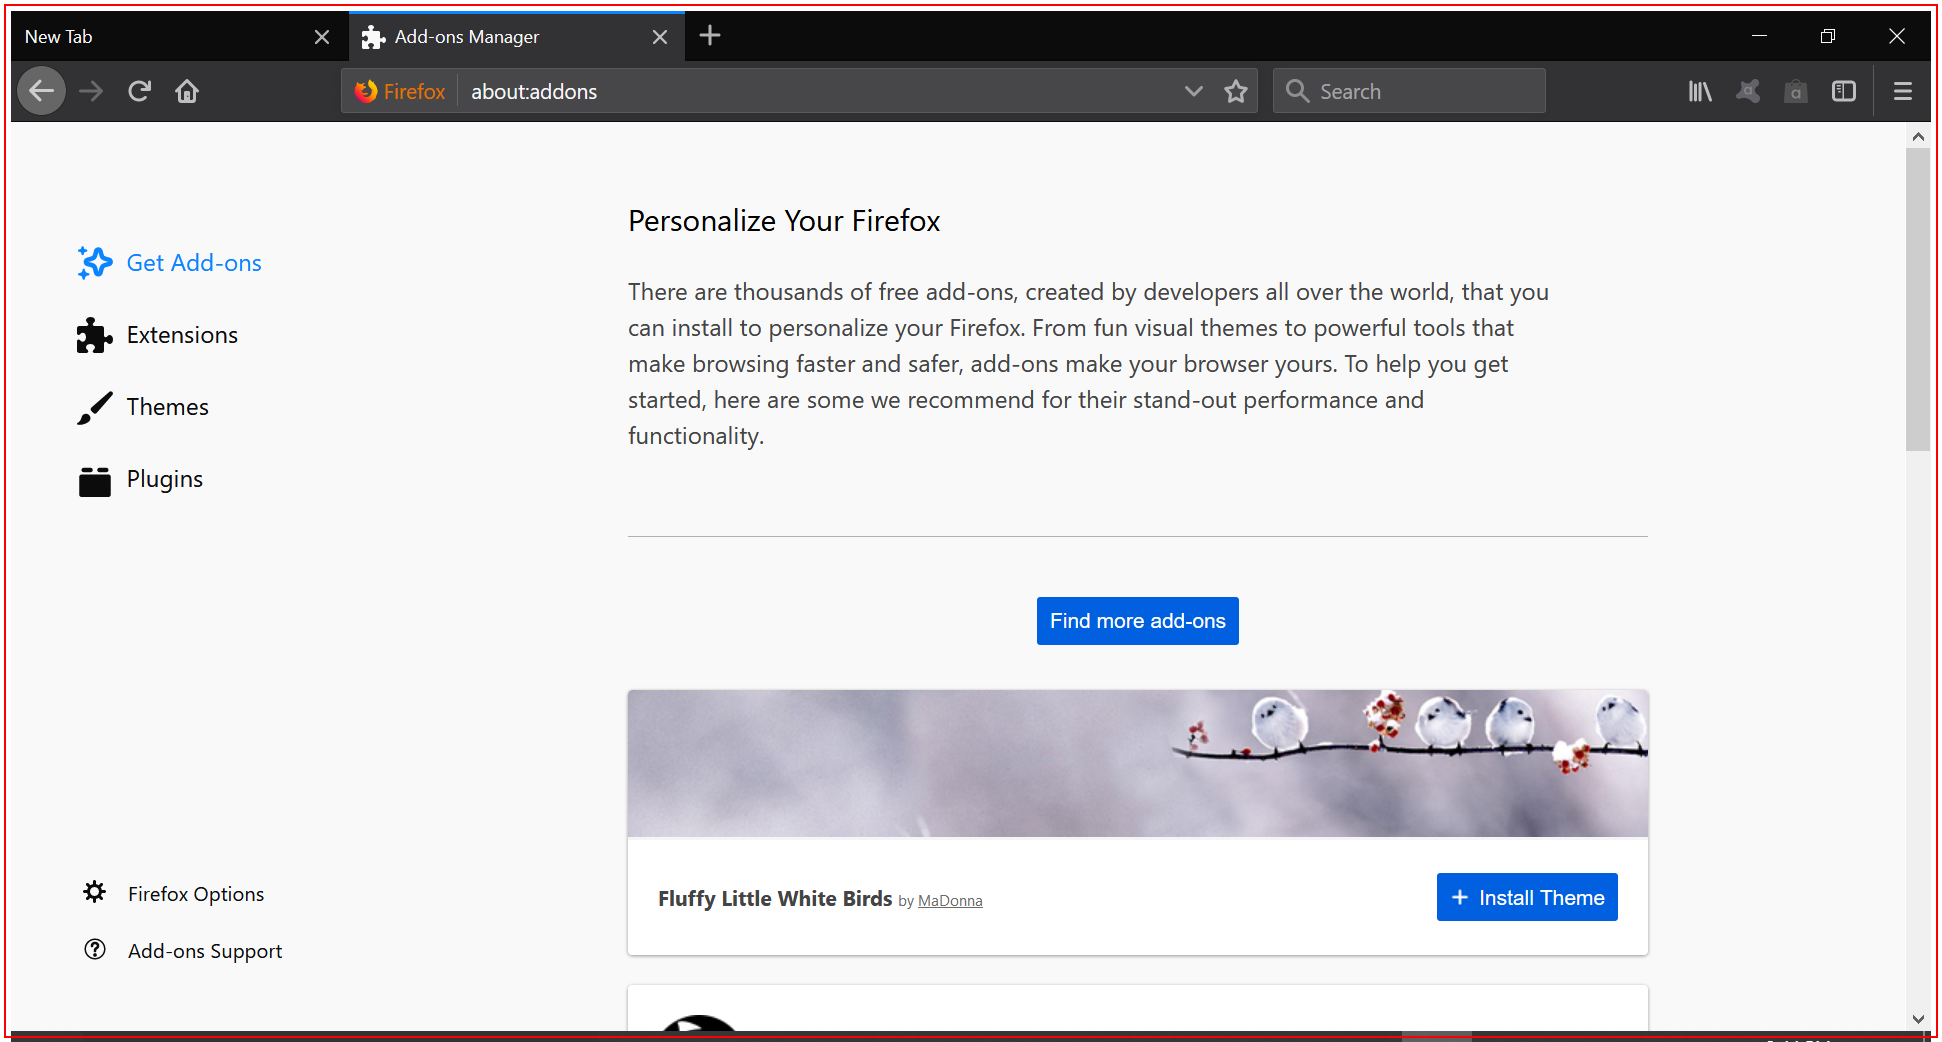 New Tab
Add-ons Manager
Firefox
about:addons
Search
Get Add-ons
Extensions
Themes
Plugins
Firefox Options
Add-ons Support
Personalize Your Firefox
There are thousands of free add-ons, created by developers all over the world, that you
can install to personalize your Firefox. From fun visual themes to powerful tools that
make browsing faster and safer, add-ons make your browser yours. To help you get
started, here are some we recommend for their stand-out performance and
functionality.
Find more add-ons
Fluffy Little White Birds by MaDonna
+ Install Theme